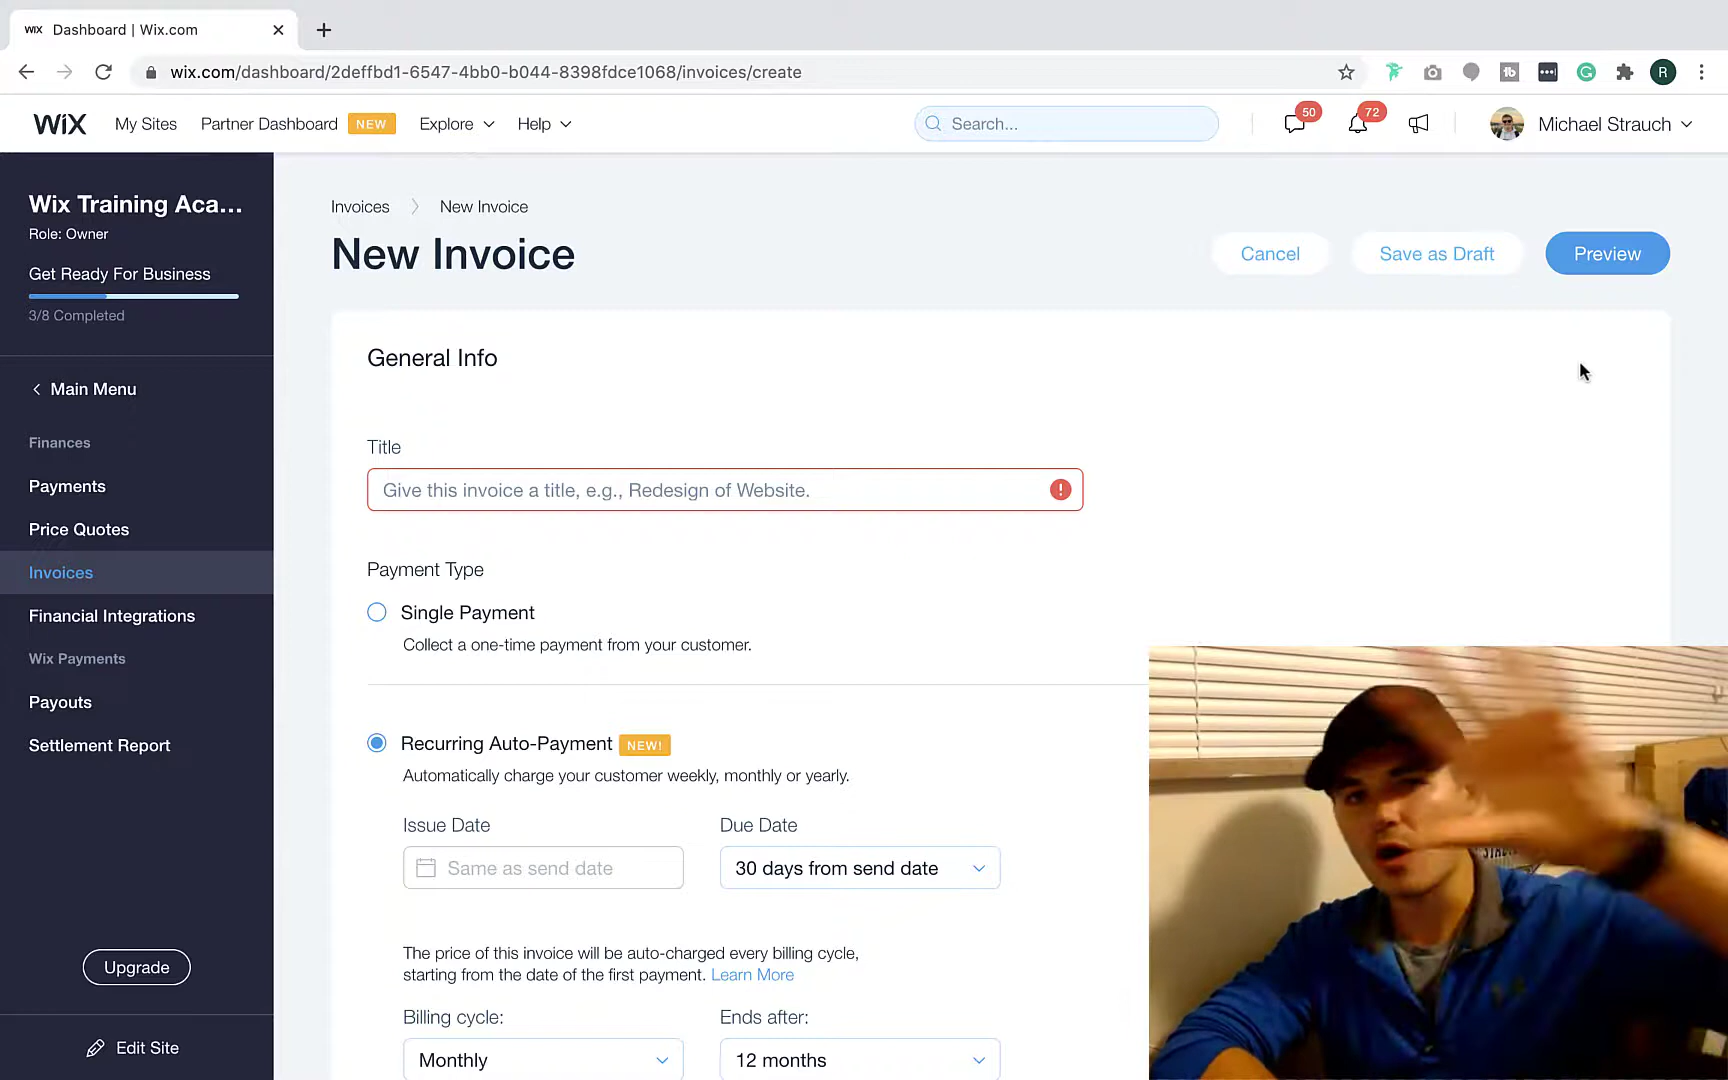 WiX Dashboard | Wix.com
wix.com/dashboard/2deffbd1-6547-4bb0-b044-8398fdce1068/invoices/create
tb
G
R
WiX
My Sites
Partner Dashboard NEW
Explore
Help
Search...
50
72
Michael Strauch
Wix Training Aca...
Role: Owner
Get Ready For Business
3/8 Completed
Main Menu
Finances
Payments
Price Quotes
Invoices
Financial Integrations
Wix Payments
Payouts
Settlement Report
Upgrade
Edit Site
Invoices > New Invoice
New Invoice
Cancel
Save as Draft
Preview
General Info
Title
Give this invoice a title, e.g., Redesign of Website.
Payment Type
Single Payment
Collect a one-time payment from your customer.
Recurring Auto-Payment NEW!
Automatically charge your customer weekly, monthly or yearly.
Issue Date
Due Date
Same as send date
30 days from send date
The price of this invoice will be auto-charged every billing cycle,
starting from the date of the first payment. Learn More
Billing cycle:
Ends after:
Monthly
12 months